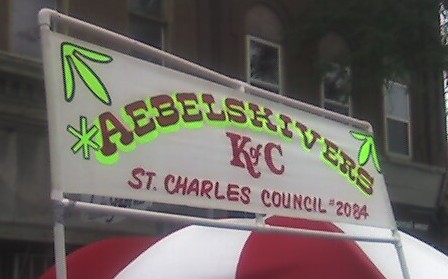 *AEBELSKIVERS
K of C
ST. CHARLES COUNCIL #2084